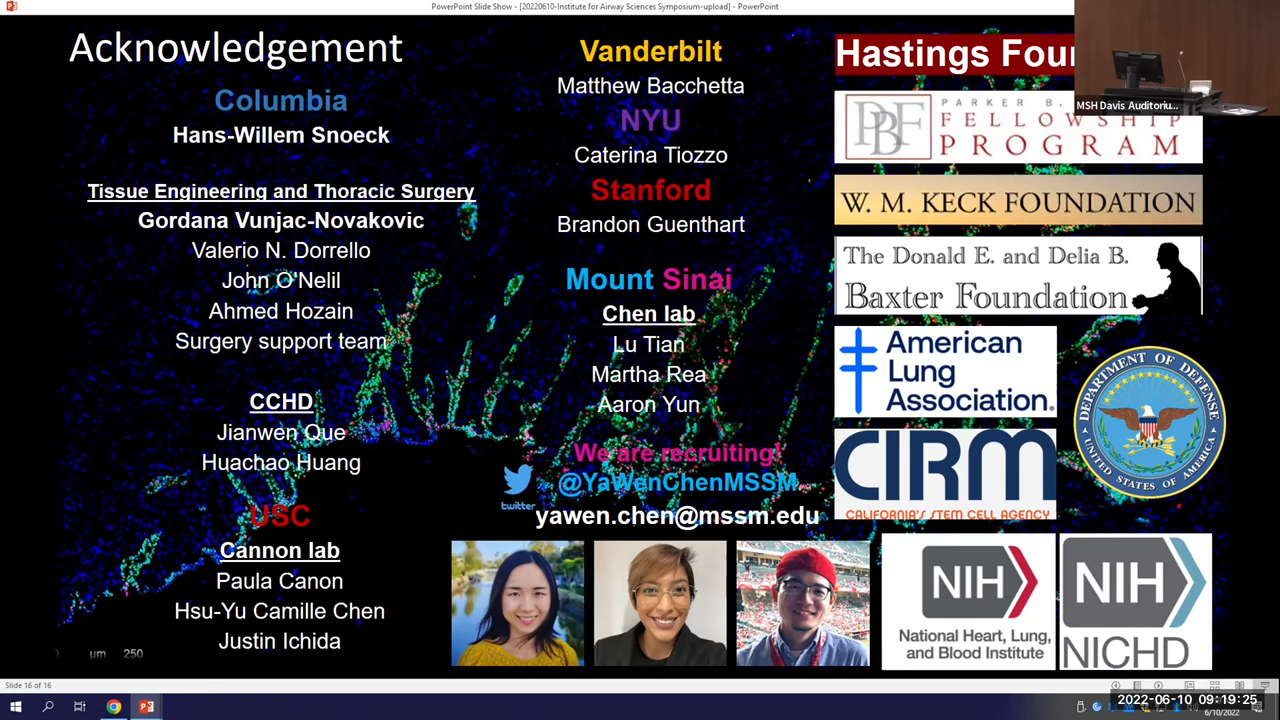 PowerPoint Slide Show - [20220610-Institute for Airway Sciences Symposium-upload] - PowerPoint
Acknowledgement
Columbia
Hans-Willem Snoeck
Tissue Engineering and Thoracic Surgery
Gordana Vunjac-Novakovic
Valerio N. Dorrello
John O'Nelil
Ahmed Hozain
Surgery support team
CCHD
Jianwen Que
Huachao Huang
USC
Cannon lab
Paula Canon
Hsu-Yu Camille Chen
Justin Ichida
µm 250
Vanderbilt
Matthew Bacchetta
NYU
Caterina Tiozzo
Stanford
Brandon Guenthart
Mount Sinai
Chen lab
Lu Tian
Martha Rea
Aaron Yun
We are recruiting!
twitter
@YaWenChenMSSM
yawen.chen@mssm.edu
Hastings Four
MSH Davis Auditoriu...
PBF
PARKER B.
FELLOWSHIP
PROGRAM
W. M. KECK FOUNDATION
The Donald E. and Delia B.
Baxter Foundation
American
Lung
Association.
DEPARTMENT OF DEFENSE
UNITED STATES OF AMERICA
CIRM
CALIFORNIA'S STEM CELL AGENCY
NIH
National Heart, Lung,
and Blood Institute
NIH
NICHD
Slide 16 of 16
2022-06-10 09:19:25
6/10/2022